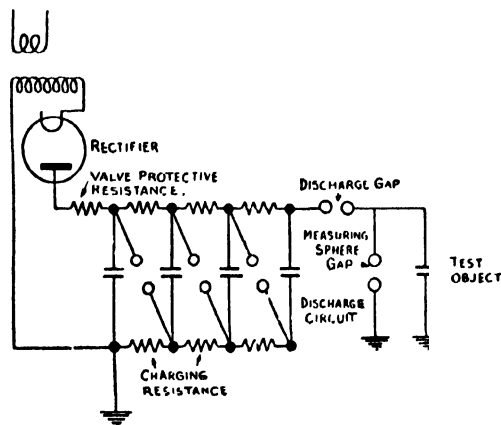 RECTIFIER
VALVE PROTECTIVE
RESISTANCE.
DISCHARGE GAP
MEASURING
SPHERE
GAP
TEST
OBJECT
DISCHARGE
CIRCUIT
CHARGING
RESISTANCE